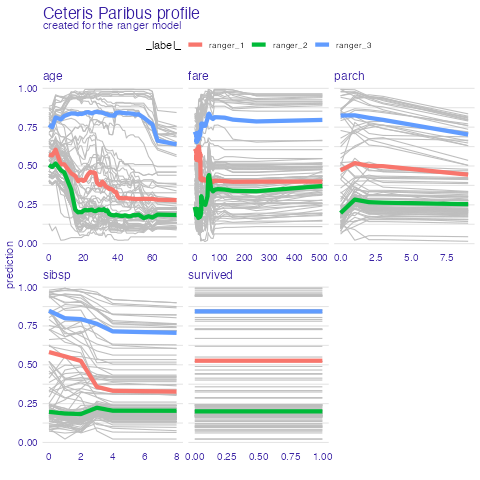 Ceteris Paribus profile
created for the ranger model
_label_ ranger_1 ranger_2 ranger_3
age fare parch
1.00
0.75
0.50
0.25
0.00
0 20 40 60 0 100 200 300 400 500 0.0 2.5 5.0 7.5
prediction
sibsp survived
1.00
0.75
0.50
0.25
0.00
0 2 4 6 8 0.00 0.25 0.50 0.75 1.00